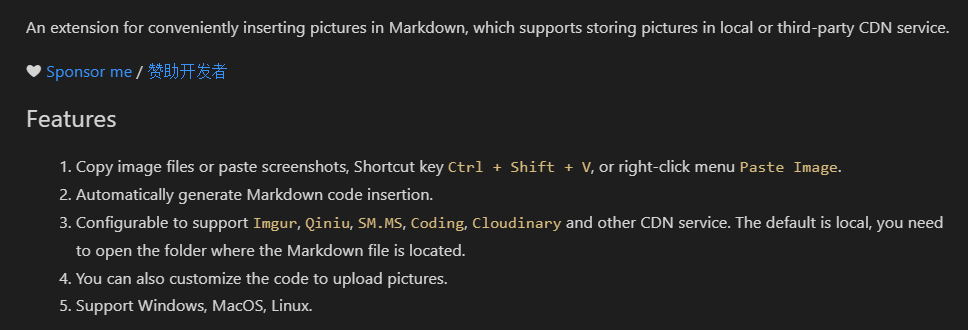 An extension for conveniently inserting pictures in Markdown, which supports storing pictures in local or third-party CDN service.
Sponsor me / 赞助开发者
Features
1. Copy image files or paste screenshots, Shortcut key Ctrl + Shift + V, or right-click menu Paste Image.
2. Automatically generate Markdown code insertion.
3. Configurable to support Imgur, Qiniu, SM.MS, Coding, Cloudinary and other CDN service. The default is local, you need
to open the folder where the Markdown file is located.
4. You can also customize the code to upload pictures.
5. Support Windows, MacOS, Linux.